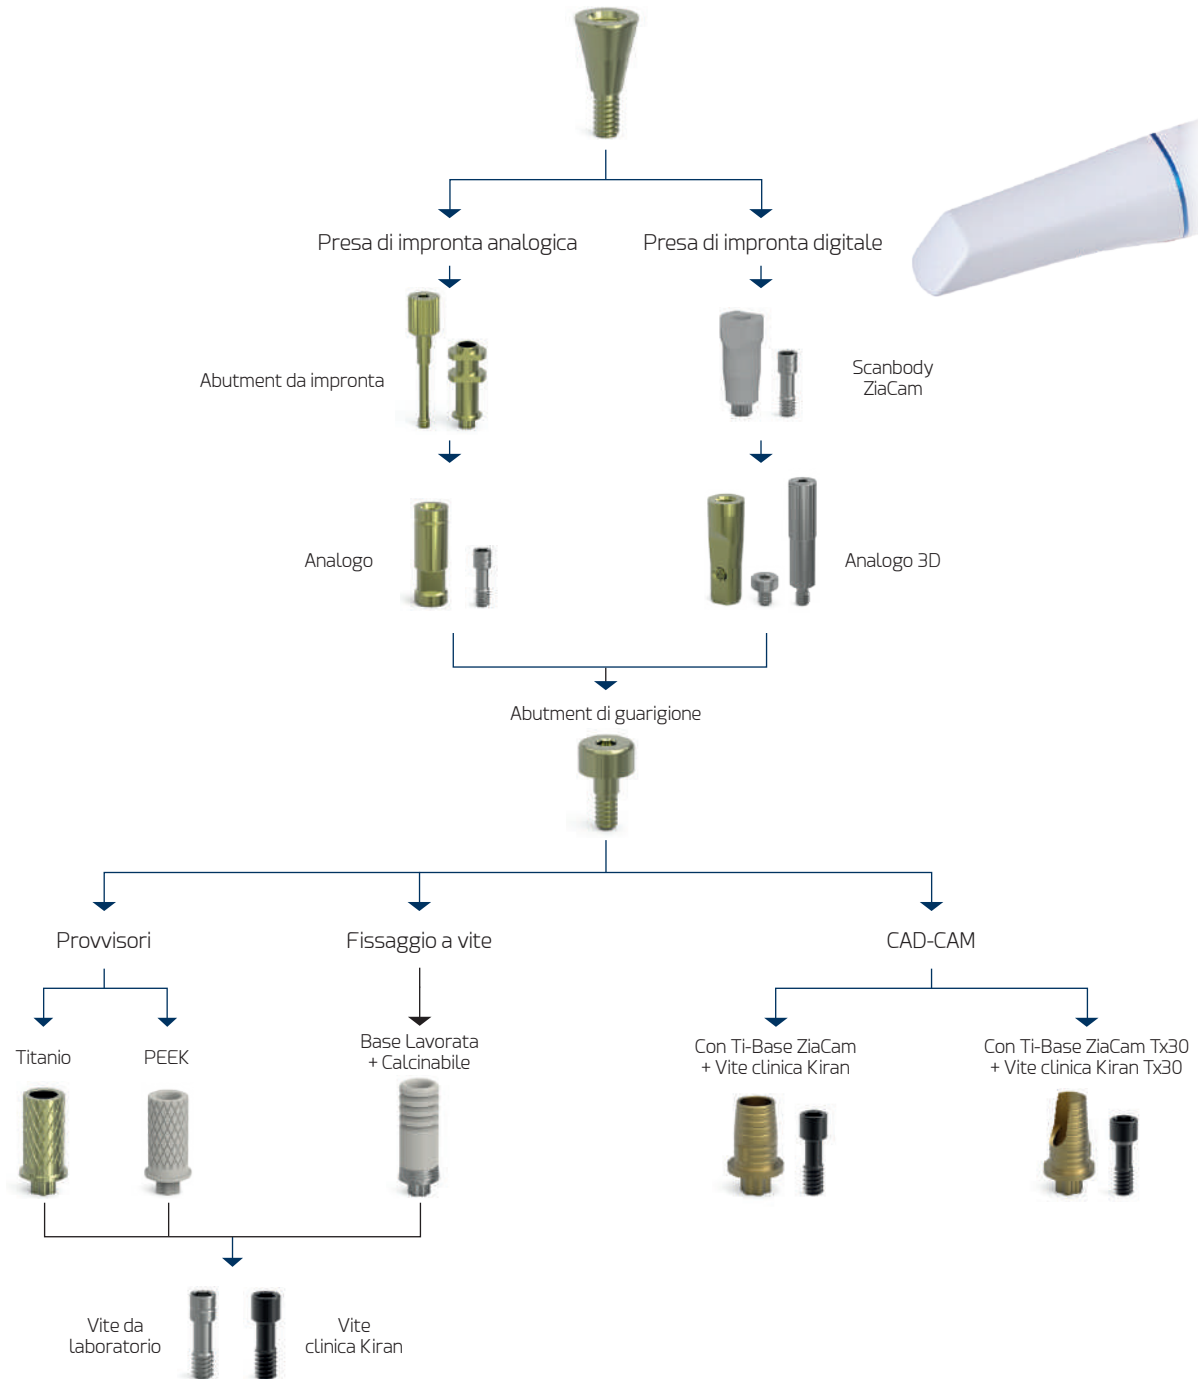 Presa di impronta analogica
Presa di impronta digitale
Abutment da impronta
Scanbody
ZiaCam
Analogo
Analogo 3D
Abutment di guarigione
Provvisori
Fissaggio a vite
CAD-CAM
Titanio
PEEK
Base Lavorata
+ Calcinabile
Con Ti-Base ZiaCam
+ Vite clinica Kiran
Con Ti-Base ZiaCam Tx30
+ Vite clinica Kiran Tx30
Vite da
laboratorio
Vite
clinica Kiran